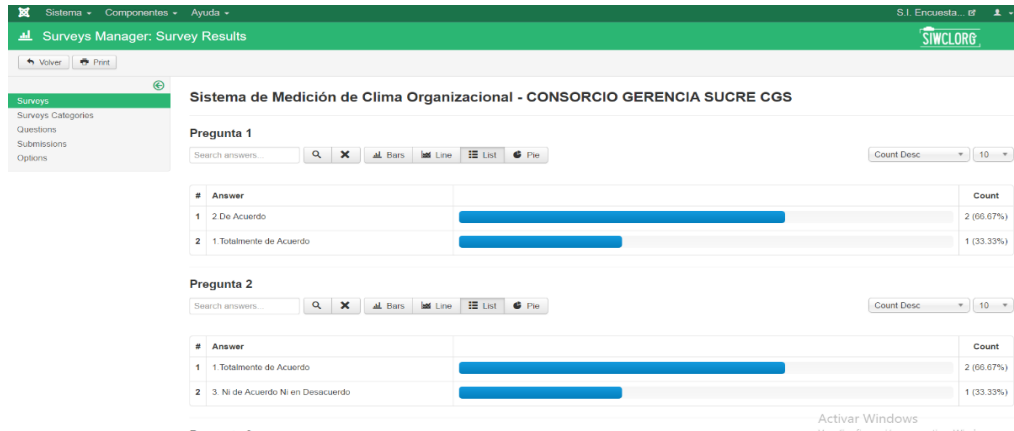 Sistema Componentes Ayuda S.I. Encuesta...
Surveys Manager: Survey Results SIWCLORG
Volver Print
Surveys
Surveys Categories
Questions
Submissions
Options
Sistema de Medición de Clima Organizacional - CONSORCIO GERENCIA SUCRE CGS
Pregunta 1
Search answers... Bars Line List Pie Count Desc 10
# Answer Count
1 2.De Acuerdo 2 (66.67%)
2 1.Totalmente de Acuerdo 1 (33.33%)
Pregunta 2
Search answers... Bars Line List Pie Count Desc 10
# Answer Count
1 1.Totalmente de Acuerdo 2 (66.67%)
2 3. Ni de Acuerdo Ni en Desacuerdo 1 (33.33%)
Activar Windows